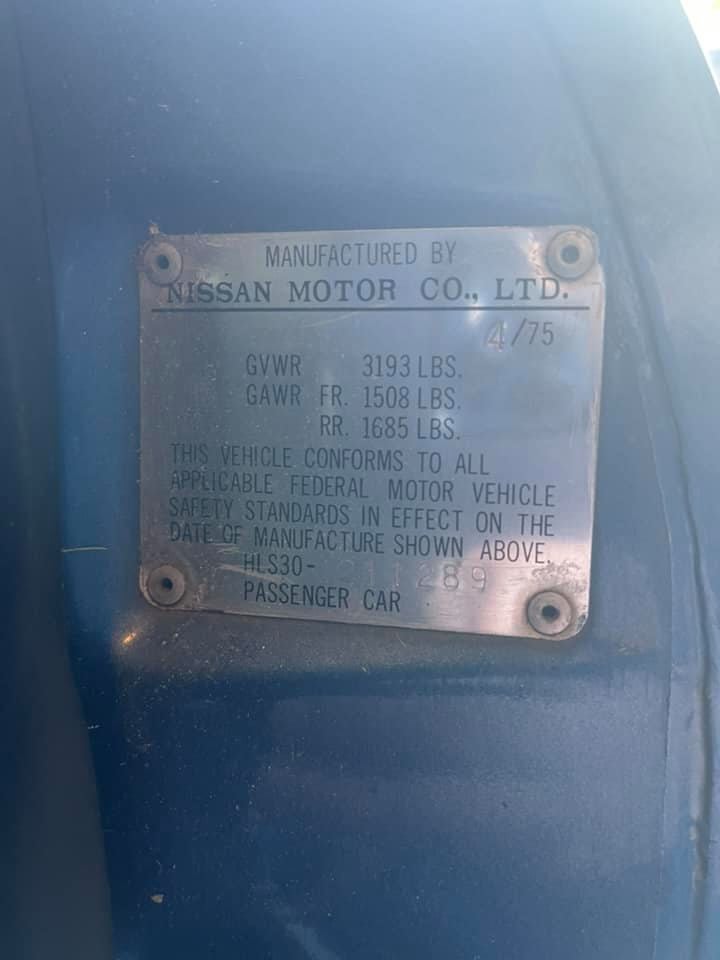 MANUFACTURED BY
NISSAN MOTOR CO., LTD.
4/75
GVWR 3193 LBS.
GAWR FR. 1508 LBS.
RR. 1685 LBS.
THIS VEHICLE CONFORMS TO ALL
APPLICABLE FEDERAL MOTOR VEHICLE
SAFETY STANDARDS IN EFFECT ON THE
DATE OF MANUFACTURE SHOWN ABOVE.
HLS30-
PASSENGER CAR